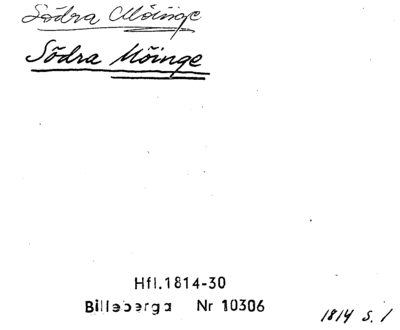 Södra Möinge
Södra Möinge
Hfl.1814-30
Billeberga Nr 10306
1814 s. 1